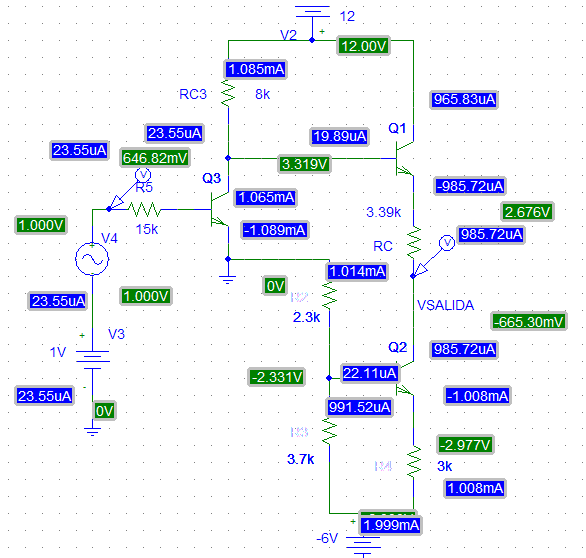 12
V2
+
12.00V
1.085mA
RC3
8k
965.83uA
23.55uA
19.89uA
Q1
23.55uA
646.82mV
V
3.319V
Q3
-985.72uA
R5
1.065mA
2.676V
3.39k
1.000V
V4
15k
-1.089mA
985.72uA
V
RC
+
1.014mA
0V
1.000V
23.55uA
VSALIDA
2.3k
-665.30mV
+
V3
1V
Q2
985.72uA
-2.331V
22.11uA
-
23.55uA
-1.008mA
991.52uA
0V
R3
-2.977V
3.7k
R4
3k
1.008mA
+
1.999mA
-6V